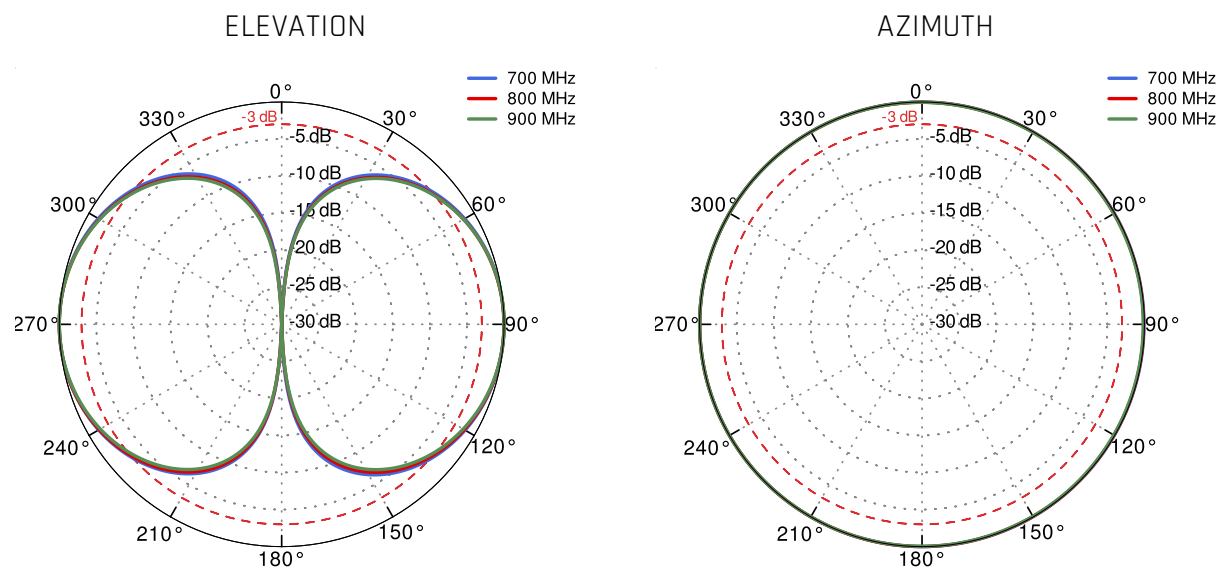 ELEVATION
700 MHz
800 MHz
900 MHz
0°
-3 dB
330°
30°
-5 dB
-10 dB
300°
60°
-15 dB
-20 dB
-25 dB
270°
-30 dB
90°
240°
120°
210°
150°
180°
AZIMUTH
700 MHz
800 MHz
900 MHz
0°
-3 dB
330°
30°
-5 dB
-10 dB
300°
60°
-15 dB
-20 dB
-25 dB
270°
-30 dB
90°
240°
120°
210°
150°
180°